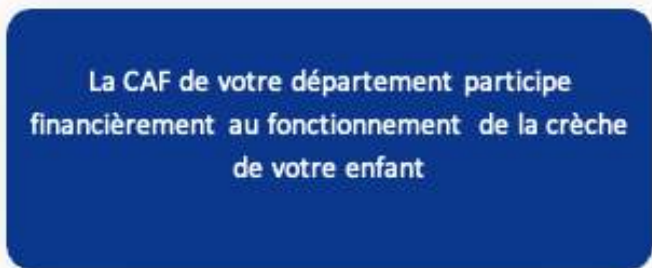 La CAF de votre département participe
financièrement au fonctionnement de la crèche
de votre enfant